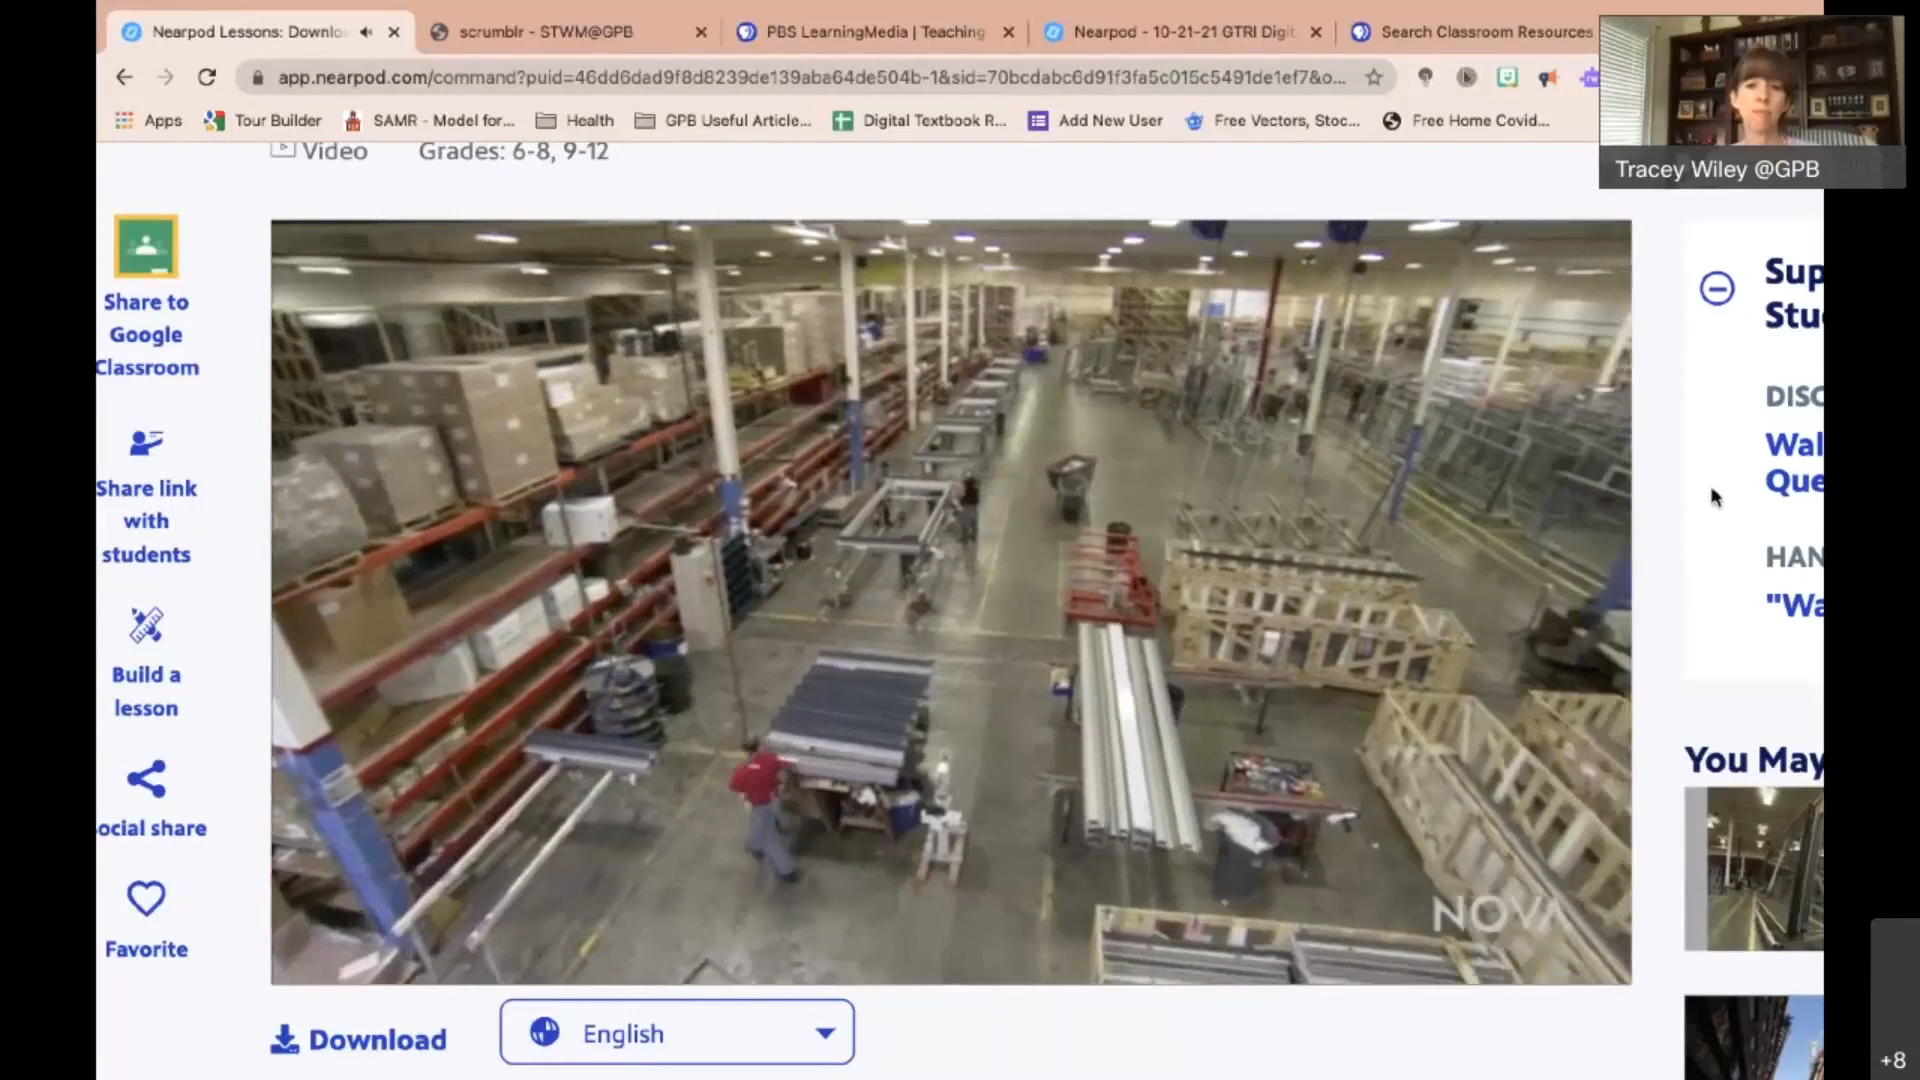 Nearpod Lessons: Downlo
scrumblr - STWM@GPB
PBS LearningMedia | Teaching
Nearpod - 10-21-21 GTRI Digit
Search Classroom Resources
app.nearpod.com/command?puid=46dd6dad9f8d8239de139aba64de504b-1&sid=70bcdabc6d91f3fa5c015c5491de1ef7&o...
Apps
Tour Builder
SAMR - Model for...
Health
GPB Useful Article...
Digital Textbook R...
Add New User
Free Vectors, Stoc...
Free Home Covid...
Tracey Wiley @GPB
Video
Grades: 6-8, 9-12
Share to
Google
Classroom
Share link
with
students
Build a
lesson
ocial share
Favorite
NOVA
Download
English
Sup
Stu
DISC
Wal
Que
HAN
"Wa
You May
+8